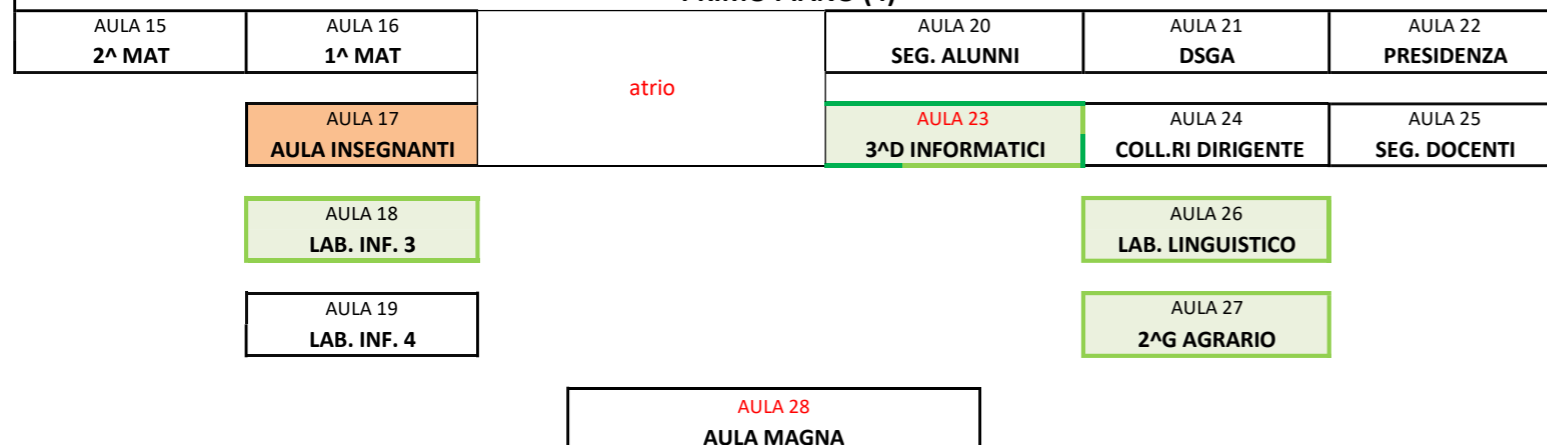 AULA 15 AULA 16 AULA 20 AULA 21 AULA 22
2^ MAT 1^ MAT SEG. ALUNNI DSGA PRESIDENZA
atrio
AULA 17 AULA 23 AULA 24 AULA 25
AULA INSEGNANTI 3^D INFORMATICI COLL.RI DIRIGENTE SEG. DOCENTI
AULA 18 AULA 26
LAB. INF. 3 LAB. LINGUISTICO
AULA 19 AULA 27
LAB. INF. 4 2^G AGRARIO
AULA 28
AULA MAGNA